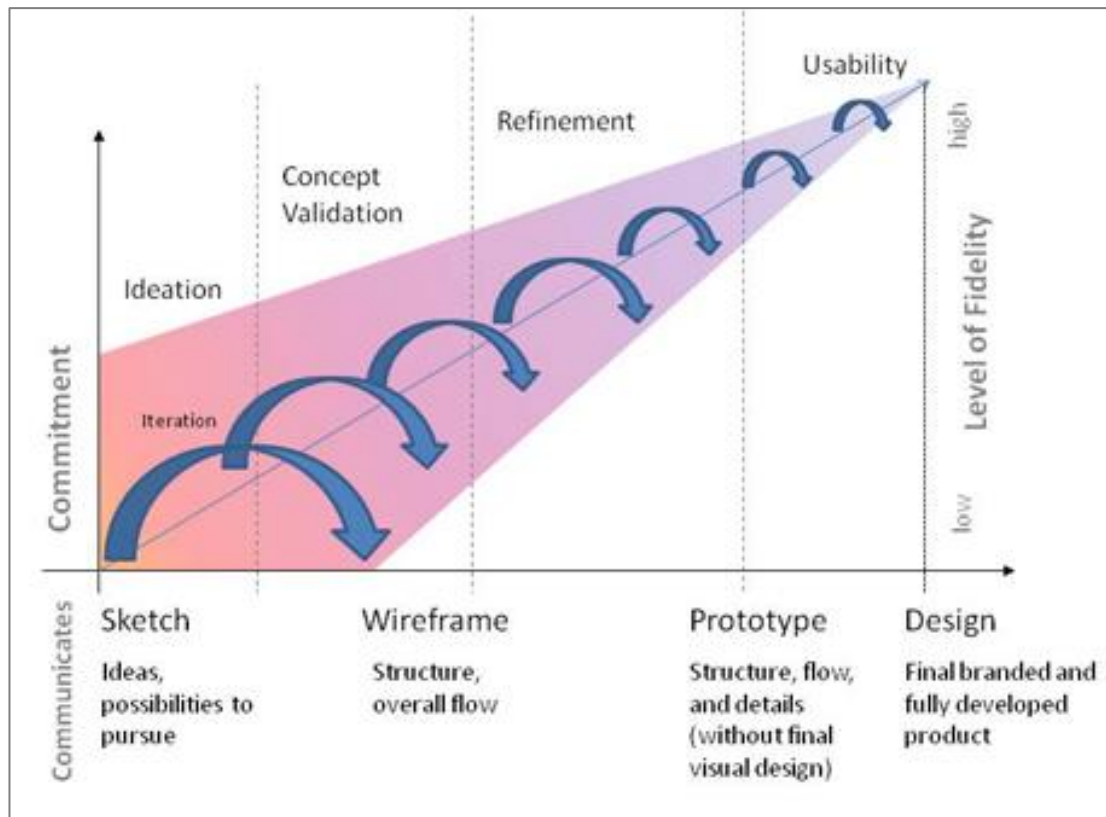 Usability
Refinement
Concept
Validation
Ideation
Iteration
Commitment
high
Level of Fidelity
low
Communicates
Sketch
Ideas,
possibilities to
pursue
Wireframe
Structure,
overall flow
Prototype
Structure, flow,
and details
(without final
visual design)
Design
Final branded and
fully developed
product